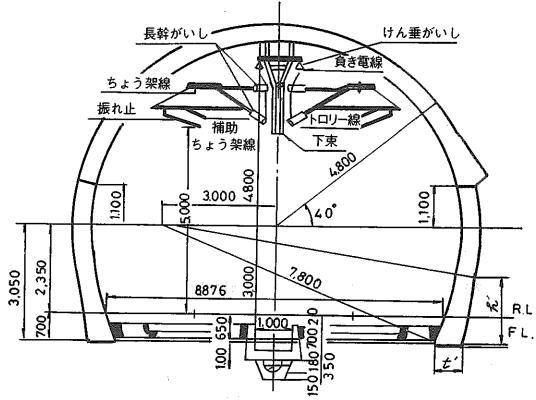 長幹がいし
けん垂がいし
ちょう架線
負き電線
振れ止
補助
ちょう架線
トロリー線
下束
4.800
4.800
3.000
40°
1.100
1.100
5.000
3.050
2.350
7.800
8876
3.000
700
650
1.000
210
R.L
F L.
100
150 180 700
350
h'
t'